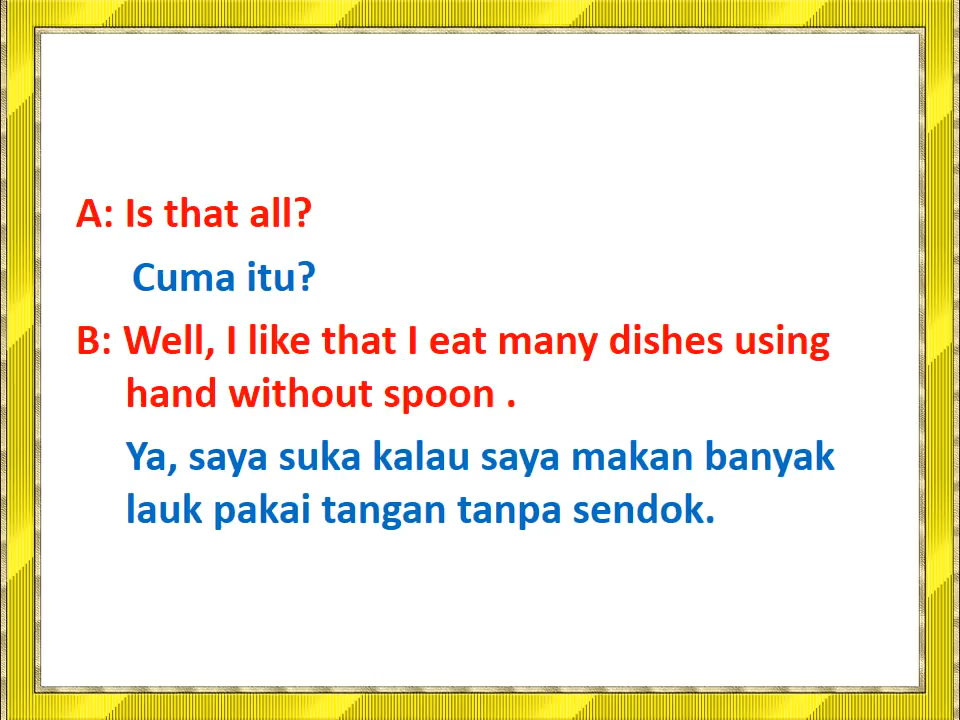 A: Is that all?
Cuma itu?
B: Well, I like that I eat many dishes using
hand without spoon .
Ya, saya suka kalau saya makan banyak
lauk pakai tangan tanpa sendok.